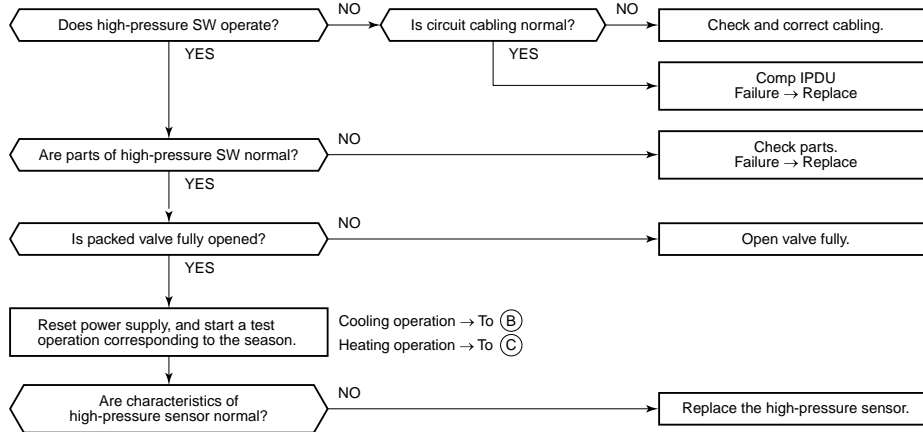 Does high-pressure SW operate?
NO
Is circuit cabling normal?
NO
Check and correct cabling.
YES
YES
Comp IPDU
Failure → Replace
Are parts of high-pressure SW normal?
NO
Check parts.
Failure → Replace
YES
Is packed valve fully opened?
NO
Open valve fully.
YES
Reset power supply, and start a test
operation corresponding to the season.
Cooling operation → To B
Heating operation → To C
Are characteristics of
high-pressure sensor normal?
NO
Replace the high-pressure sensor.